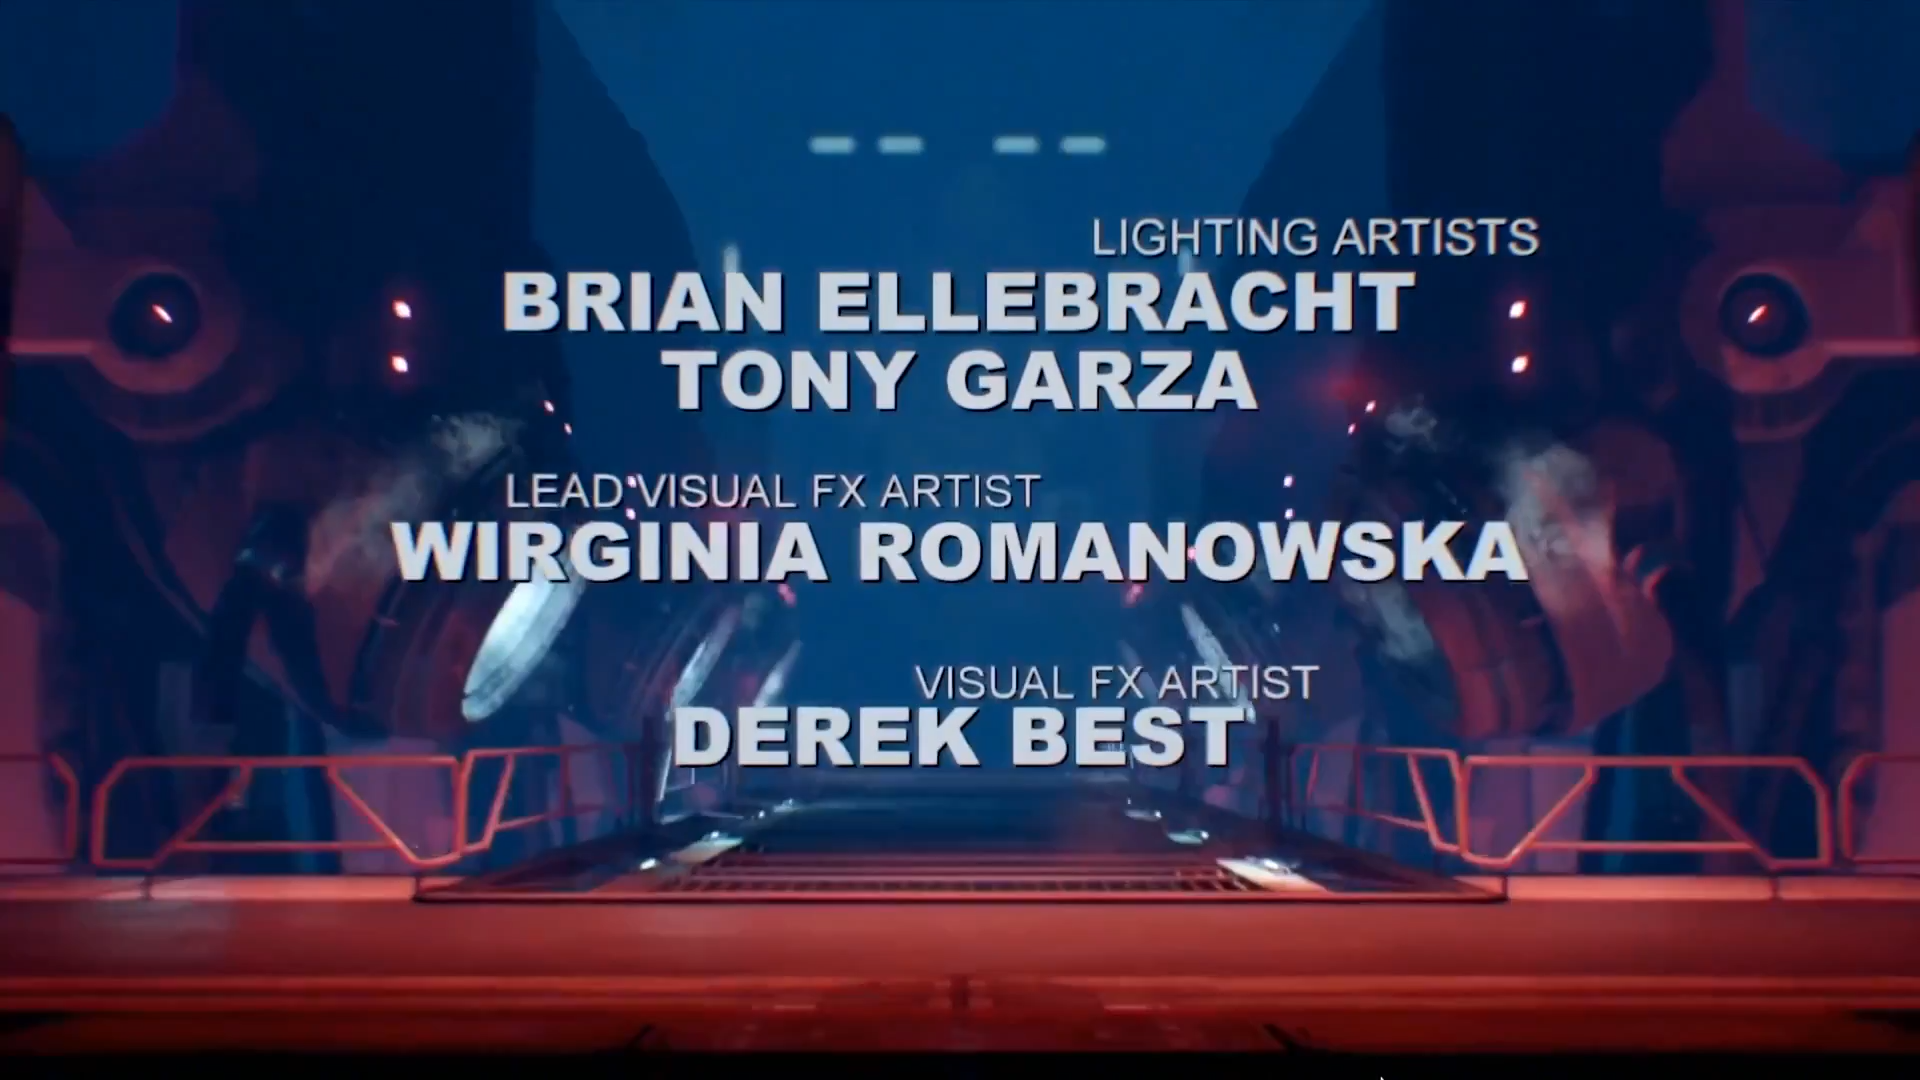 LIGHTING ARTISTS
BRIAN ELLEBRACHT
TONY GARZA
LEAD VISUAL FX ARTIST
WIRGINIA ROMANOWSKA
VISUAL FX ARTIST
DEREK BEST